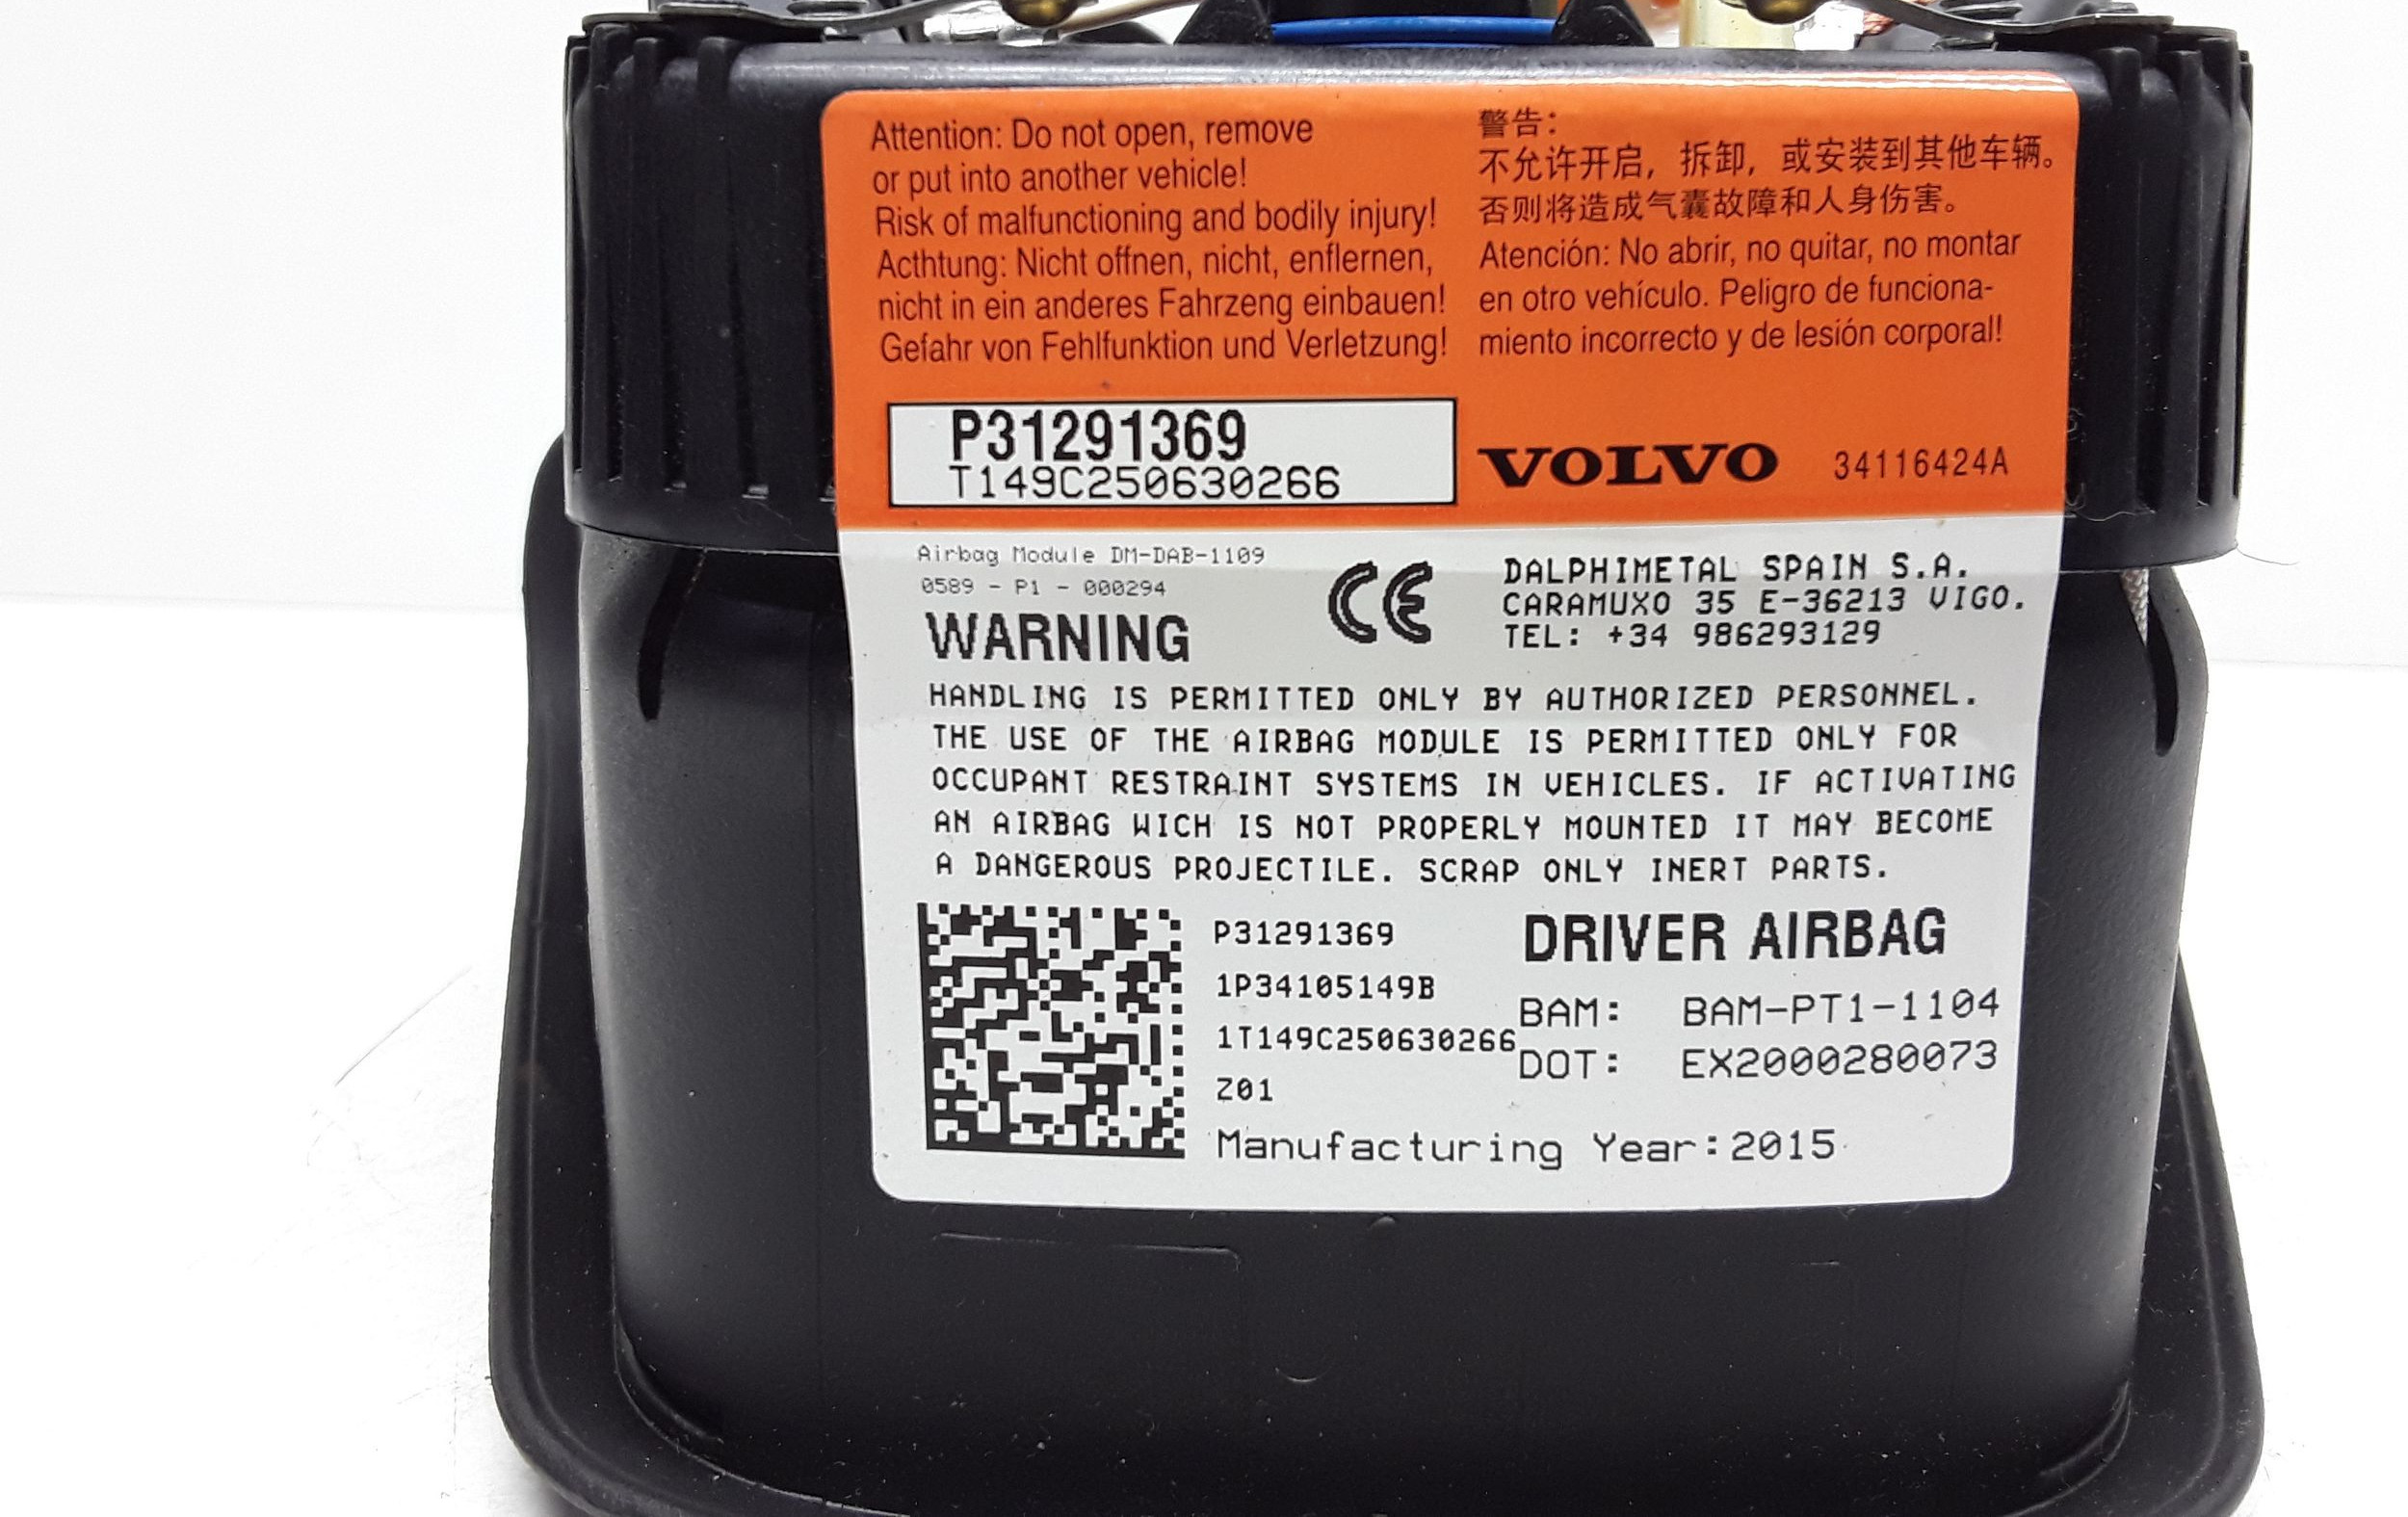 Attention: Do not open, remove
or put into another vehicle!
Risk of malfunctioning and bodily injury!
Acthtung: Nicht offnen, nicht, enflernen,
nicht in ein anderes Fahrzeng einbauen!
Gefahr von Fehlfunktion und Verletzung!
警告:
不允许开启, 拆卸, 或安装到其他车辆。
否则将造成气囊故障和人身伤害。
Atención: No abrir, no quitar, no montar
en otro vehículo. Peligro de funciona-
miento incorrecto y de lesión corporal!
P31291369
T149C250630266
VOLVO 34116424A
Airbag Module DM-DAB-1109
0589 - P1 - 000294
WARNING
CE
DALPHIMETAL SPAIN S.A.
CARAMUXO 35 E-36213 VIGO.
TEL: +34 986293129
HANDLING IS PERMITTED ONLY BY AUTHORIZED PERSONNEL.
THE USE OF THE AIRBAG MODULE IS PERMITTED ONLY FOR
OCCUPANT RESTRAINT SYSTEMS IN VEHICLES. IF ACTIVATING
AN AIRBAG WICH IS NOT PROPERLY MOUNTED IT MAY BECOME
A DANGEROUS PROJECTILE. SCRAP ONLY INERT PARTS.
P31291369
1P34105149B
1T149C250630266
Z01
DRIVER AIRBAG
BAM: BAM-PT1-1104
DOT: EX2000280073
Manufacturing Year:2015